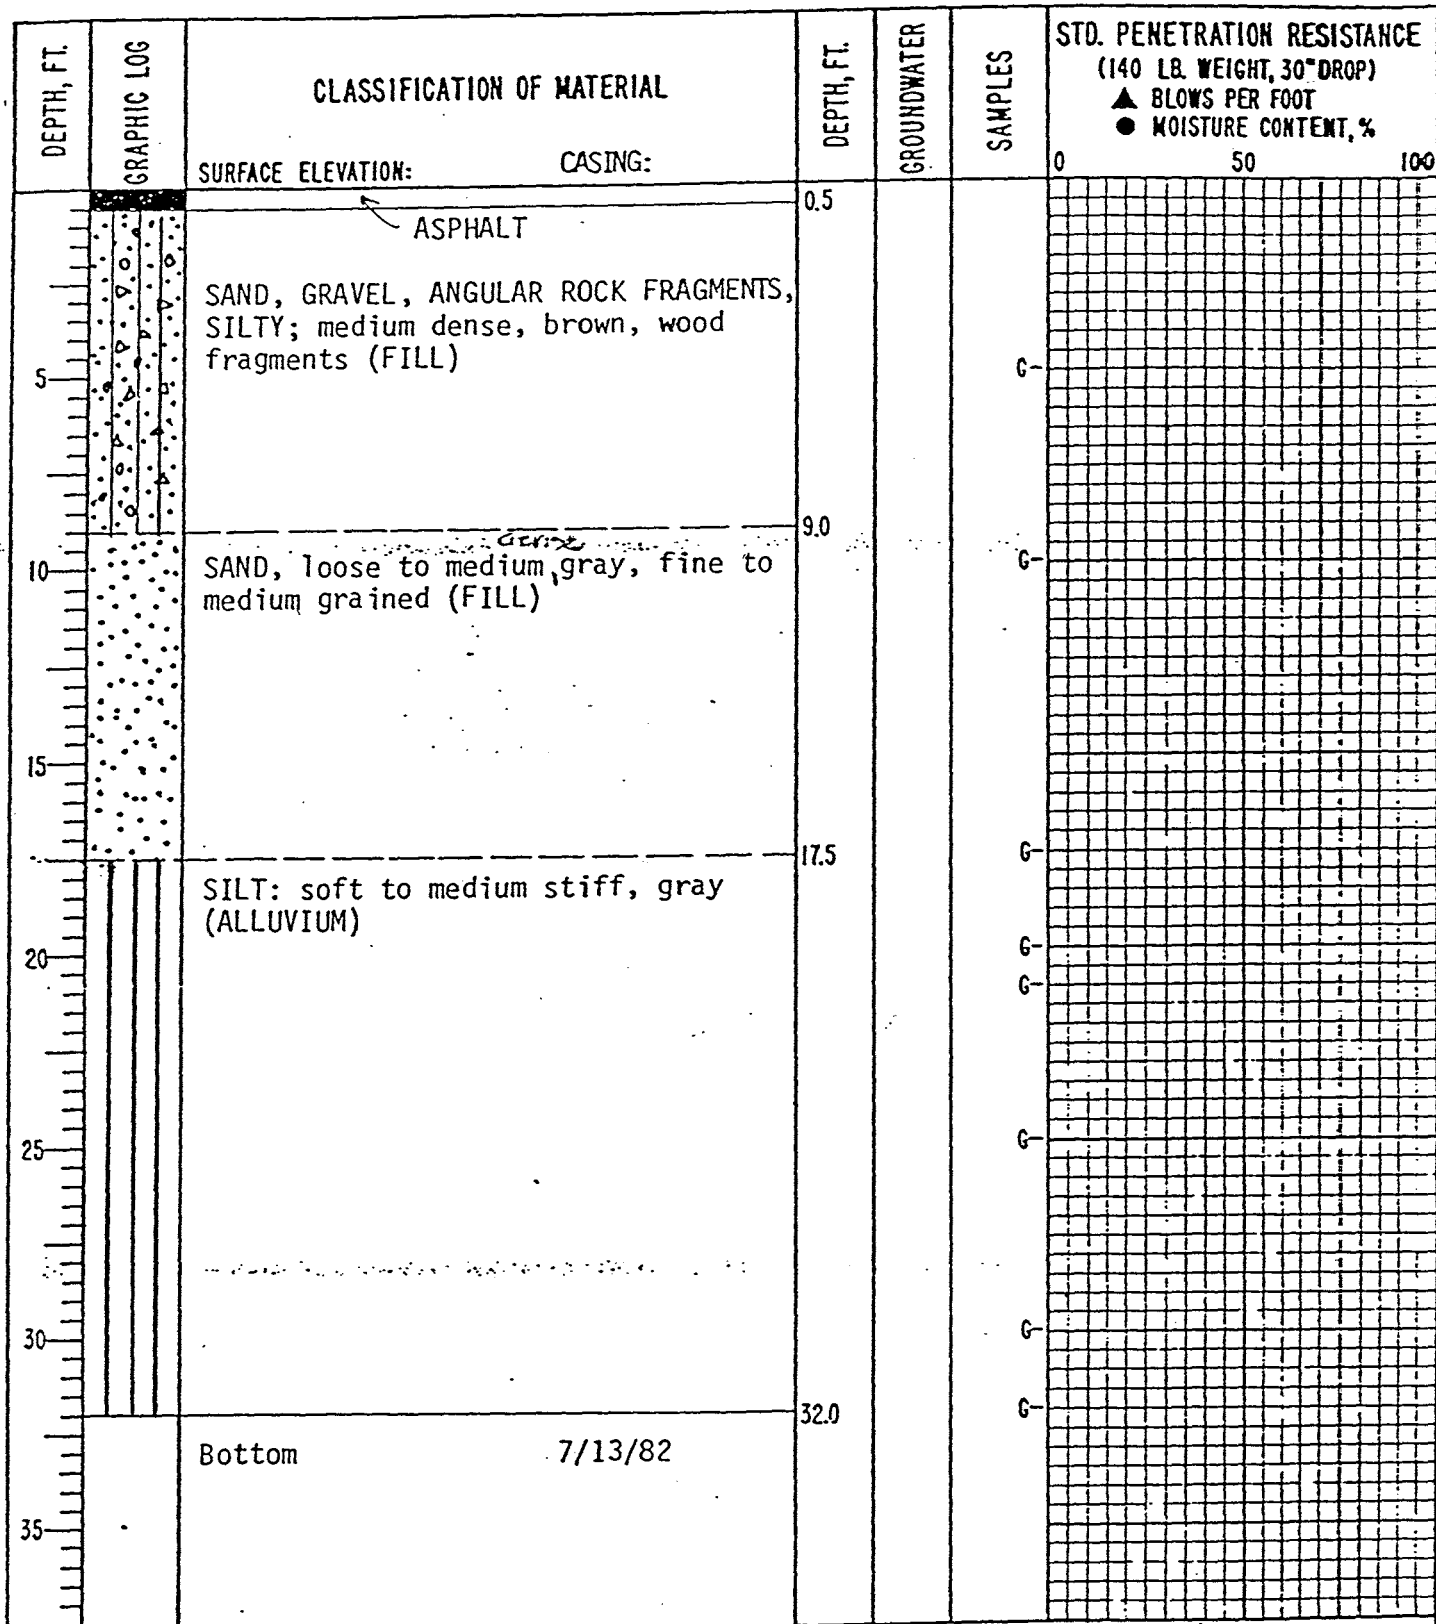 DEPTH, FT.
GRAPHIC LOG
CLASSIFICATION OF MATERIAL
SURFACE ELEVATION: CASING:
DEPTH, FT.
GROUNDWATER
SAMPLES
STD. PENETRATION RESISTANCE
(140 LB. WEIGHT, 30" DROP)
▲ BLOWS PER FOOT
● MOISTURE CONTENT, %
0 50 100
0.5
ASPHALT
SAND, GRAVEL, ANGULAR ROCK FRAGMENTS,
SILTY; medium dense, brown, wood
fragments (FILL)
5
G-
9.0
SAND, loose to medium, gray, fine to
medium grained (FILL)
10
G-
15
17.5
G-
SILT: soft to medium stiff, gray
(ALLUVIUM)
G-
20
G-
25
G-
30
G-
32.0
G-
Bottom 7/13/82
35